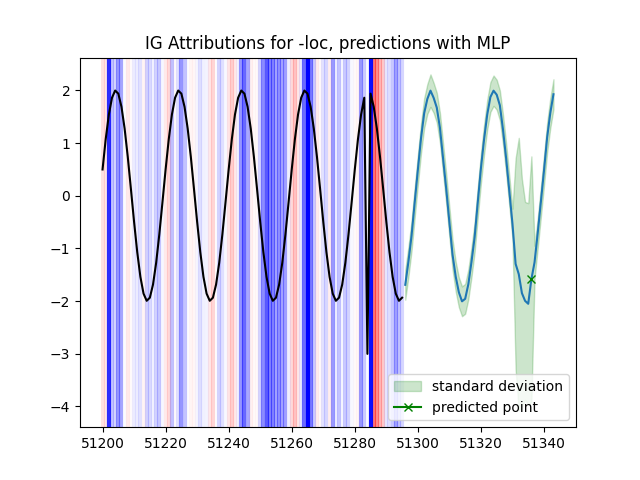 IG Attributions for -loc, predictions with MLP
2
1
0
−1
−2
−3
−4
standard deviation
predicted point
51200 51220 51240 51260 51280 51300 51320 51340